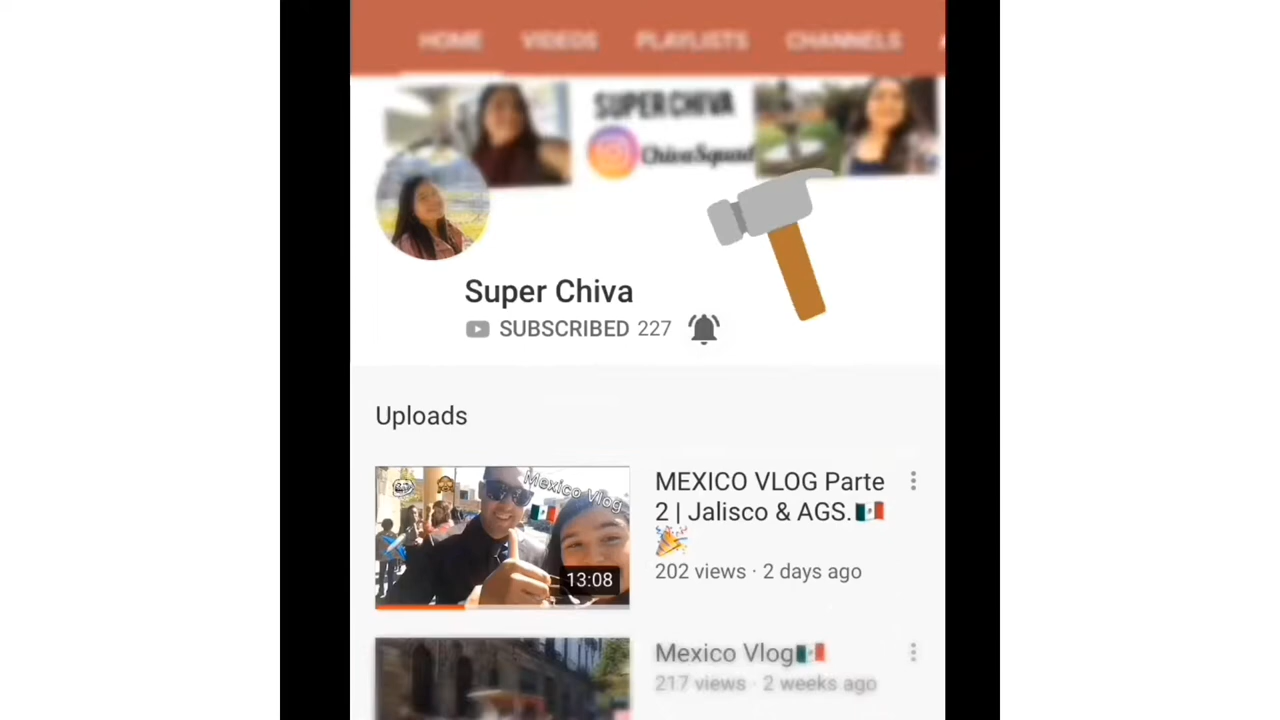 HOME VIDEOS PLAYLISTS CHANNELS
SUPER CHIVA
ChivaSquad
Super Chiva
SUBSCRIBED 227
Uploads
Mexico Vlog
13:08
MEXICO VLOG Parte
2 | Jalisco & AGS.🇲🇽
🎉
202 views · 2 days ago
Mexico Vlog🇲🇽
217 views · 2 weeks ago